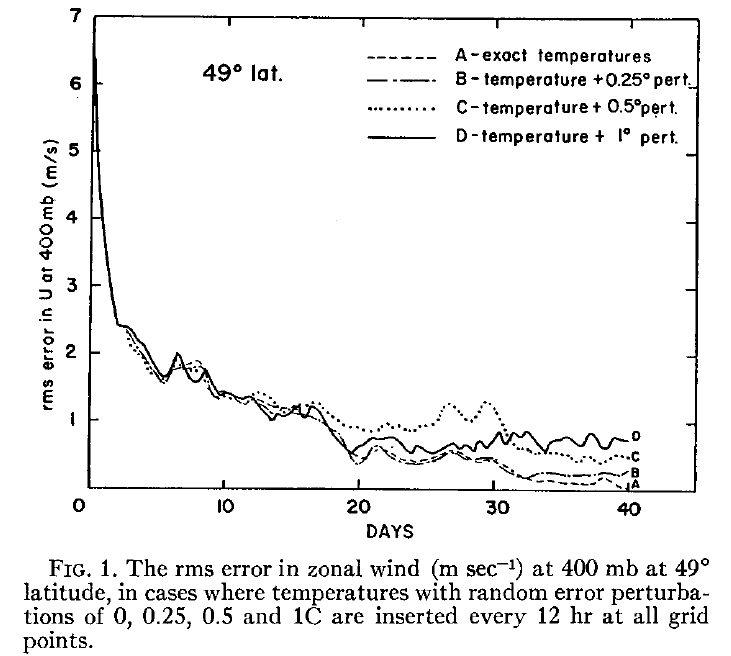 7
6
5
4
3
2
1
rms error in U at 400 mb (m/s)
49° lat.
A-exact temperatures
B-temperature +0.25° pert.
C-temperature + 0.5° pert.
D-temperature + 1° pert.
D
C
B
A
0 10 20 30 40
DAYS
FIG. 1. The rms error in zonal wind (m sec⁻¹) at 400 mb at 49°
latitude, in cases where temperatures with random error perturba-
tions of 0, 0.25, 0.5 and 1C are inserted every 12 hr at all grid
points.